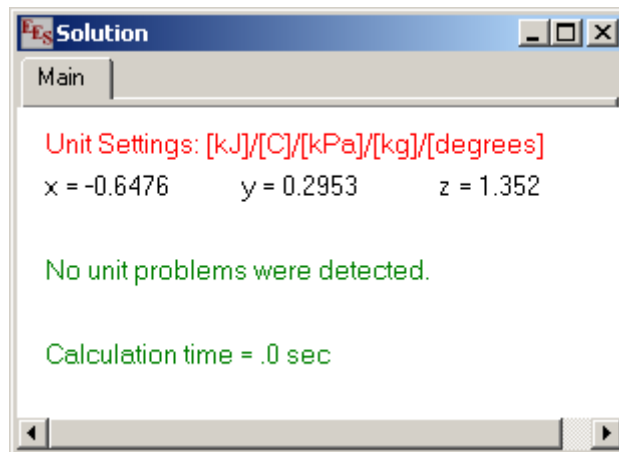 EES Solution
Main
Unit Settings: [kJ]/[C]/[kPa]/[kg]/[degrees]
x = -0.6476 y = 0.2953 z = 1.352
No unit problems were detected.
Calculation time = .0 sec